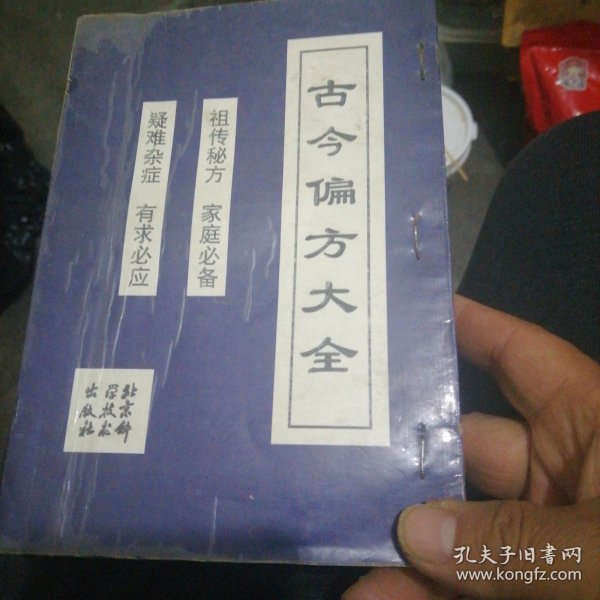 古今偏方大全
祖传秘方 家庭必备
疑难杂症 有求必应
北京科
学技术
出版社
孔夫子旧書网
www.kongfz.com